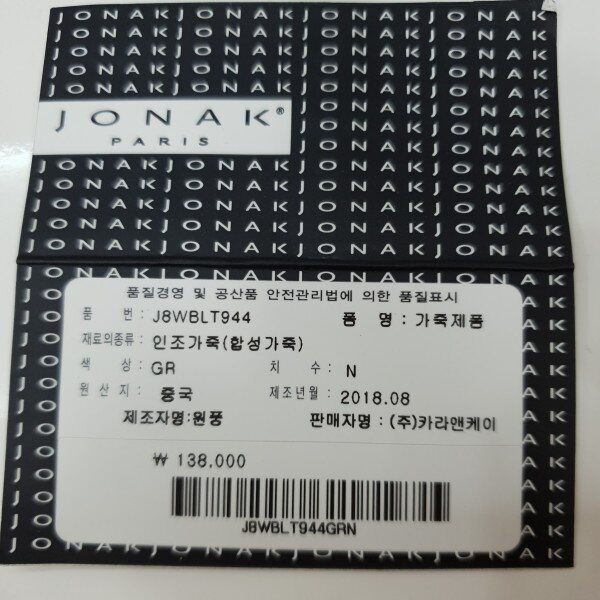 JONAK®
PARIS
품질경영 및 공산품 안전관리법에 의한 품질표시
품 번 : J8WBLT944 품 명 : 가죽제품
재료의종류 : 인조가죽(합성가죽)
색 상 : GR 치 수 : N
원 산 지 : 중국 제조년월 : 2018.08
제조자명:원풍 판매자명 : (주)카라앤케이
₩ 138,000
J8WBLT944GRN